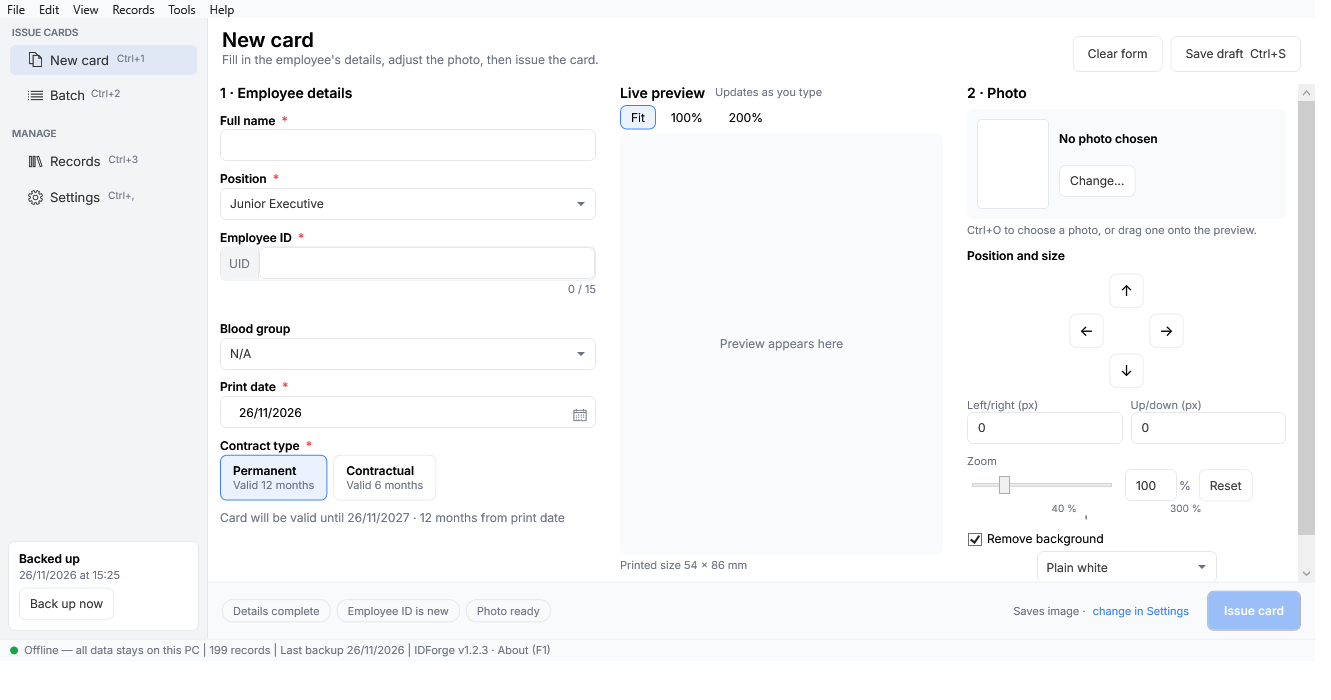 File Edit View Records Tools Help
ISSUE CARDS
New card Ctrl+1
Batch Ctrl+2
MANAGE
Records Ctrl+3
Settings Ctrl+,
Backed up
26/11/2026 at 15:25
Back up now
New card
Fill in the employee's details, adjust the photo, then issue the card.
Clear form
Save draft Ctrl+S
1 · Employee details
Full name *
Position *
Junior Executive
Employee ID *
UID
0 / 15
Blood group
N/A
Print date *
26/11/2026
Contract type *
Permanent
Valid 12 months
Contractual
Valid 6 months
Card will be valid until 26/11/2027 · 12 months from print date
Live preview Updates as you type
Fit 100% 200%
Preview appears here
Printed size 54 × 86 mm
2 · Photo
No photo chosen
Change...
Ctrl+O to choose a photo, or drag one onto the preview.
Position and size
↑
← →
↓
Left/right (px) Up/down (px)
0 0
Zoom
100 % Reset
40 % 300 %
Remove background
Plain white
Details complete Employee ID is new Photo ready
Saves image · change in Settings
Issue card
Offline — all data stays on this PC | 199 records | Last backup 26/11/2026 | IDForge v1.2.3 · About (F1)